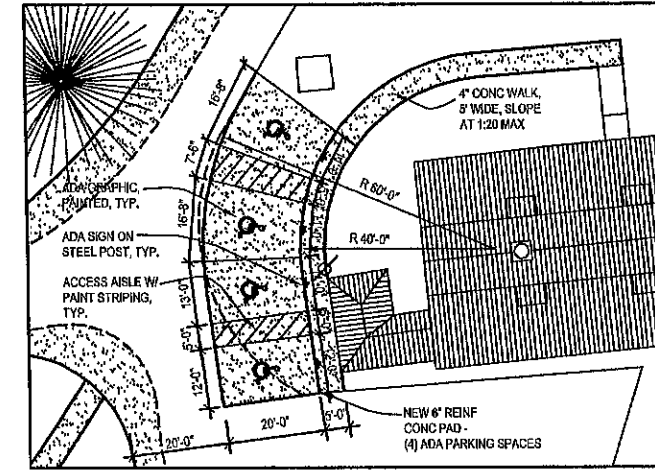 16'-8"
4" CONC WALK,
5' WIDE, SLOPE
AT 1:20 MAX
7'-6"
R 60'-0"
ADA GRAPHIC,
PAINTED, TYP.
16'-8"
ADA SIGN ON
STEEL POST, TYP.
R 40'-0"
ACCESS AISLE W/
PAINT STRIPING,
TYP.
13'-0"
5'-0"
12'-0"
20'-0"
20'-0"
20'-0"
5'-0"
NEW 6" REINF
CONC PAD -
(4) ADA PARKING SPACES